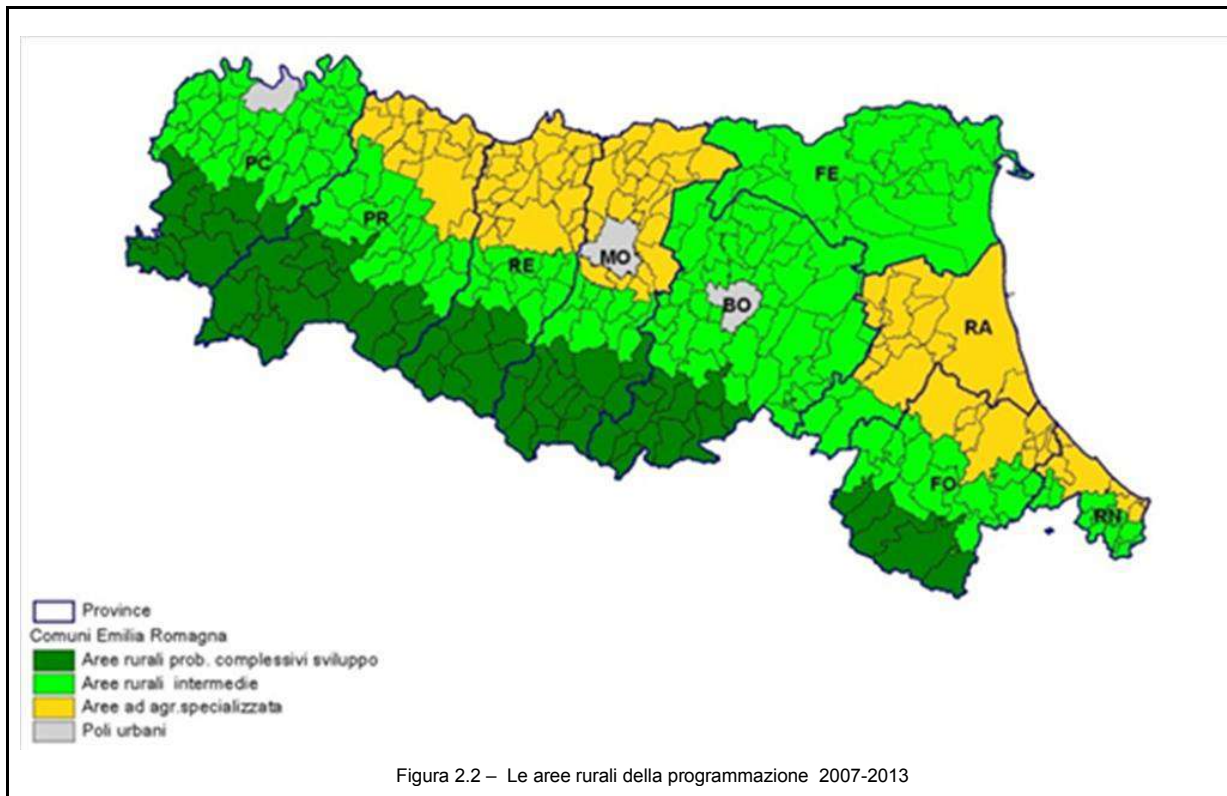 PC
PR
RE
MO
BO
FE
RA
FO
RN
Province
Comuni Emilia Romagna
Aree rurali prob. complessivi sviluppo
Aree rurali intermedie
Aree ad agr.specializzata
Poli urbani
Figura 2.2 – Le aree rurali della programmazione 2007-2013